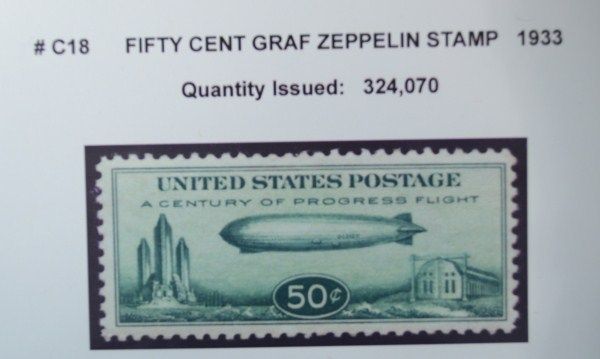 # C18 FIFTY CENT GRAF ZEPPELIN STAMP 1933
Quantity Issued: 324,070
UNITED STATES POSTAGE
A CENTURY OF PROGRESS FLIGHT
50¢